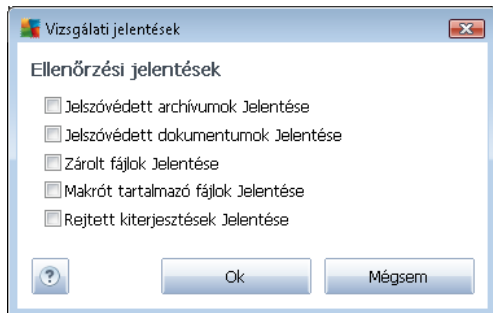 Vizsgálati jelentések
Ellenőrzési jelentések
Jelszóvédett archívumok Jelentése
Jelszóvédett dokumentumok Jelentése
Zárolt fájlok Jelentése
Makrót tartalmazó fájlok Jelentése
Rejtett kiterjesztések Jelentése
? Ok Mégsem